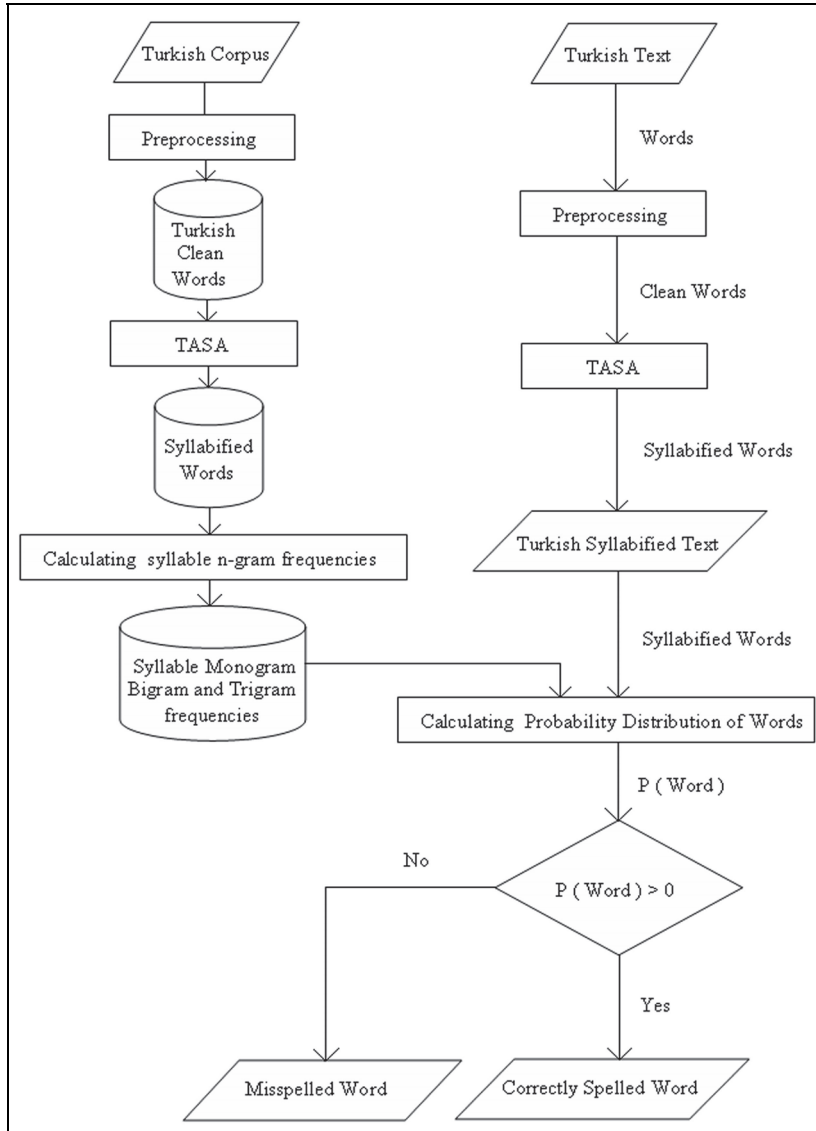 Turkish Corpus
Preprocessing
Turkish
Clean
Words
TASA
Syllabified
Words
Calculating syllable n-gram frequencies
Syllable Monogram
Bigram and Trigram
frequencies
Turkish Text
Words
Preprocessing
Clean Words
TASA
Syllabified Words
Turkish Syllabified Text
Syllabified Words
Calculating Probability Distribution of Words
P ( Word )
P ( Word ) > 0
No
Yes
Misspelled Word
Correctly Spelled Word